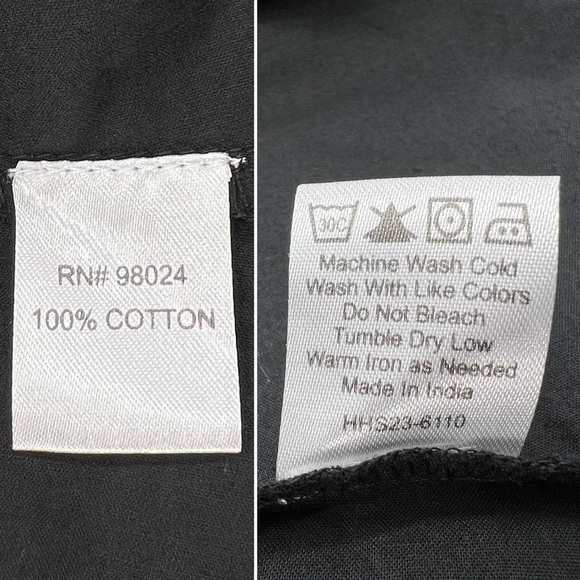 RN# 98024
100% COTTON
30C
Machine Wash Cold
Wash With Like Colors
Do Not Bleach
Tumble Dry Low
Warm Iron as Needed
Made In India
HHS23-6110